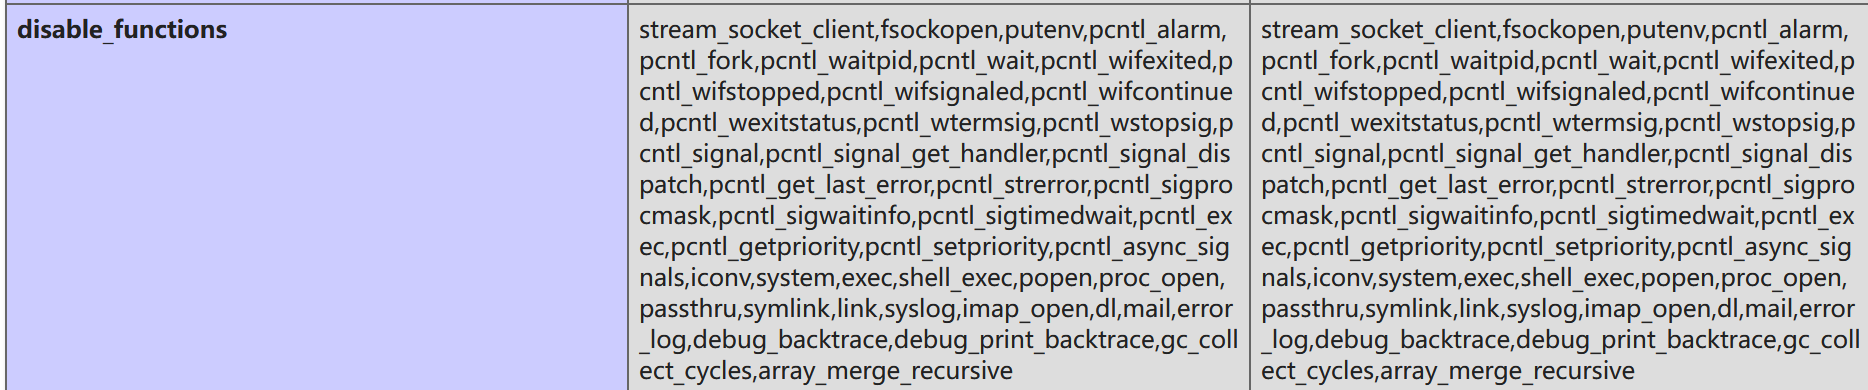 disable_functions
stream_socket_client,fsockopen,putenv,pcntl_alarm,
pcntl_fork,pcntl_waitpid,pcntl_wait,pcntl_wifexited,p
cntl_wifstopped,pcntl_wifsignaled,pcntl_wifcontinue
d,pcntl_wexitstatus,pcntl_wtermsig,pcntl_wstopsig,p
cntl_signal,pcntl_signal_get_handler,pcntl_signal_dis
patch,pcntl_get_last_error,pcntl_strerror,pcntl_sigpro
cmask,pcntl_sigwaitinfo,pcntl_sigtimedwait,pcntl_ex
ec,pcntl_getpriority,pcntl_setpriority,pcntl_async_sig
nals,iconv,system,exec,shell_exec,popen,proc_open,
passthru,symlink,link,syslog,imap_open,dl,mail,error
_log,debug_backtrace,debug_print_backtrace,gc_coll
ect_cycles,array_merge_recursive
stream_socket_client,fsockopen,putenv,pcntl_alarm,
pcntl_fork,pcntl_waitpid,pcntl_wait,pcntl_wifexited,p
cntl_wifstopped,pcntl_wifsignaled,pcntl_wifcontinue
d,pcntl_wexitstatus,pcntl_wtermsig,pcntl_wstopsig,p
cntl_signal,pcntl_signal_get_handler,pcntl_signal_dis
patch,pcntl_get_last_error,pcntl_strerror,pcntl_sigpro
cmask,pcntl_sigwaitinfo,pcntl_sigtimedwait,pcntl_ex
ec,pcntl_getpriority,pcntl_setpriority,pcntl_async_sig
nals,iconv,system,exec,shell_exec,popen,proc_open,
passthru,symlink,link,syslog,imap_open,dl,mail,error
_log,debug_backtrace,debug_print_backtrace,gc_coll
ect_cycles,array_merge_recursive